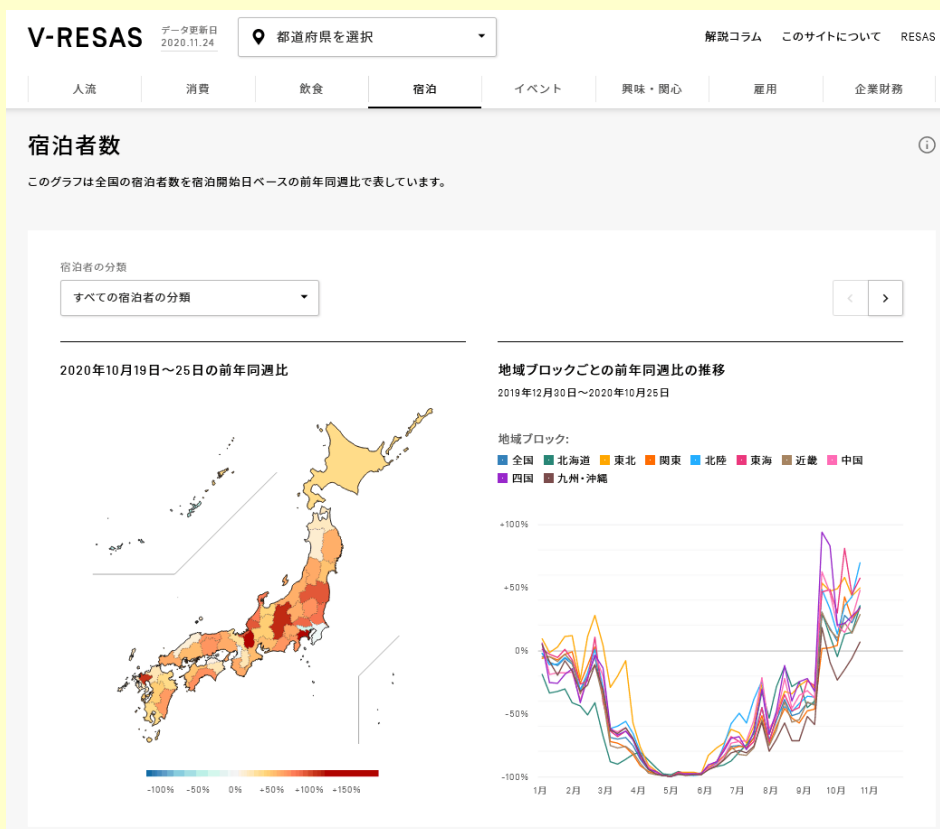 V-RESAS
データ更新日
2020.11.24
都道府県を選択
解説コラム このサイトについて RESAS
人流 消費 飲食 宿泊 イベント 興味・関心 雇用 企業財務
宿泊者数
このグラフは全国の宿泊者数を宿泊開始日ベースの前年同週比で表しています。
宿泊者の分類
すべての宿泊者の分類
2020年10月19日〜25日の前年同週比
-100% -50% 0% +50% +100% +150%
地域ブロックごとの前年同週比の推移
2019年12月30日〜2020年10月25日
地域ブロック:
全国 北海道 東北 関東 北陸 東海 近畿 中国
四国 九州・沖縄
+100%
+50%
0%
-50%
-100%
1月 2月 3月 4月 5月 6月 7月 8月 9月 10月 11月